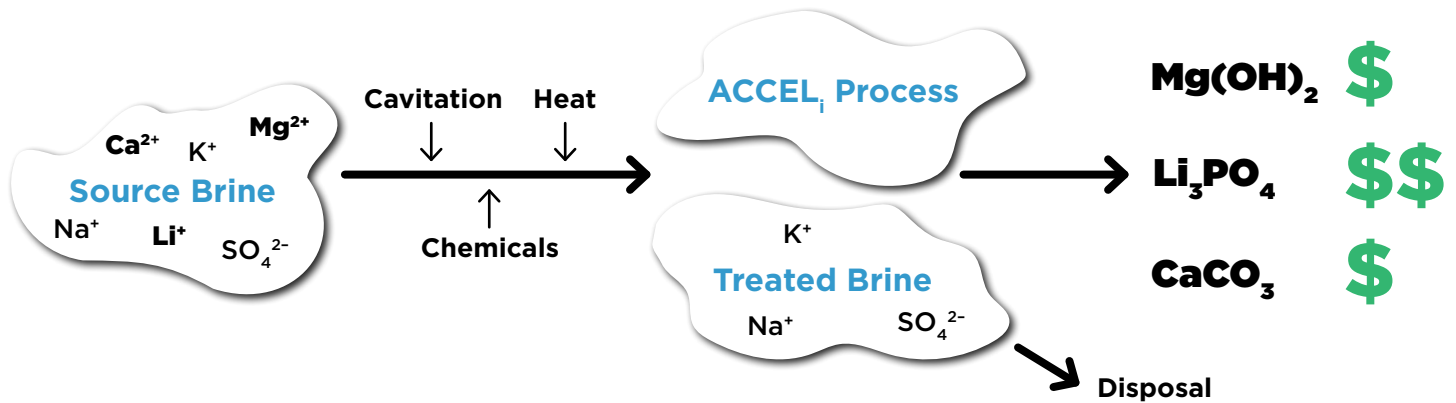 Ca²⁺
K⁺
Mg²⁺
Source Brine
Na⁺
Li⁺
SO₄²⁻
Cavitation
Heat
Chemicals
ACCELᵢ Process
K⁺
Treated Brine
Na⁺
SO₄²⁻
Disposal
Mg(OH)₂ $
Li₃PO₄ $$
CaCO₃ $